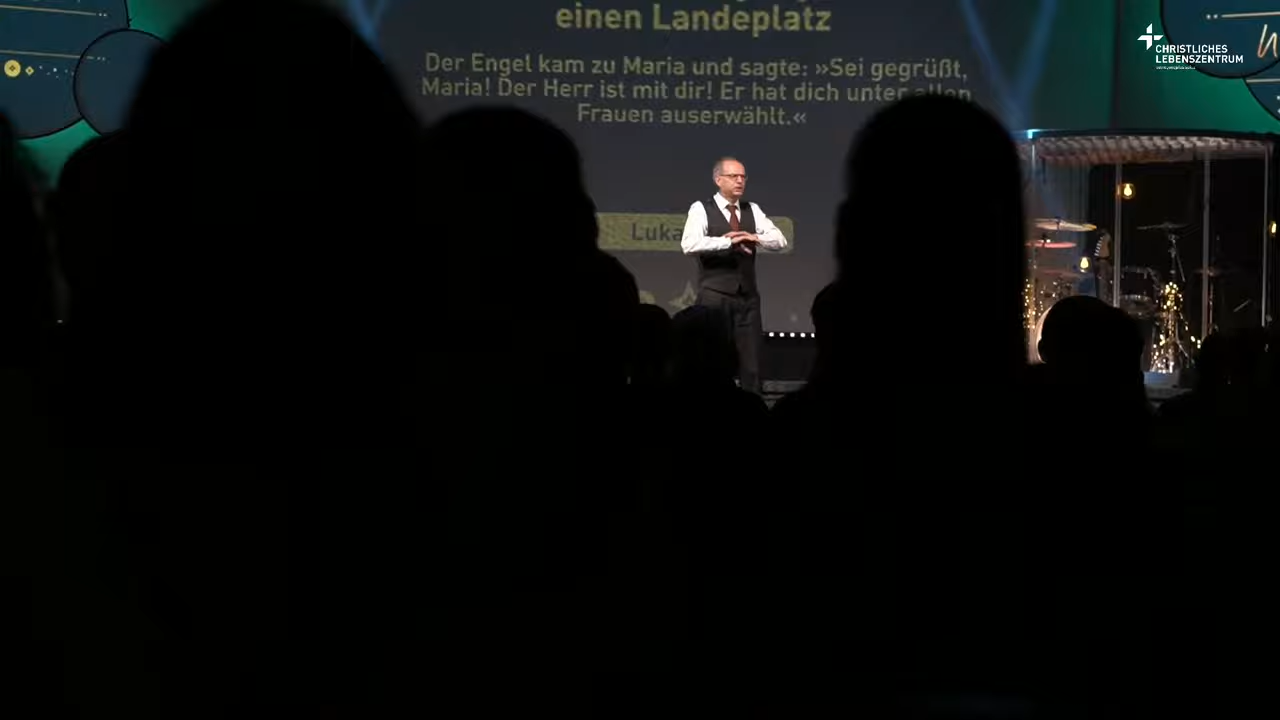 einen Landeplatz
Der Engel kam zu Maria und sagte: »Sei gegrüßt,
Maria! Der Herr ist mit dir! Er hat dich unter allen
Frauen auserwählt.«
CHRISTLICHES
LEBENSZENTRUM